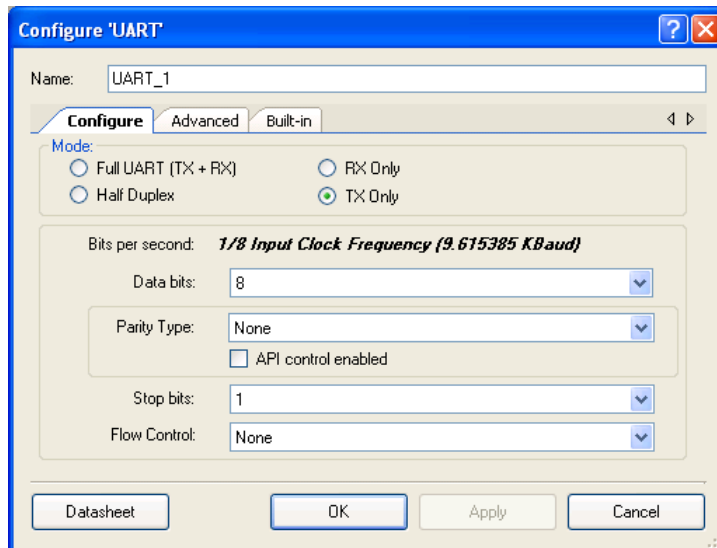 Configure 'UART'
Name: UART_1
Configure Advanced Built-in
Mode:
Full UART (TX + RX) RX Only
Half Duplex TX Only
Bits per second: 1/8 Input Clock Frequency (9.615385 KBaud)
Data bits: 8
Parity Type: None
API control enabled
Stop bits: 1
Flow Control: None
Datasheet OK Apply Cancel